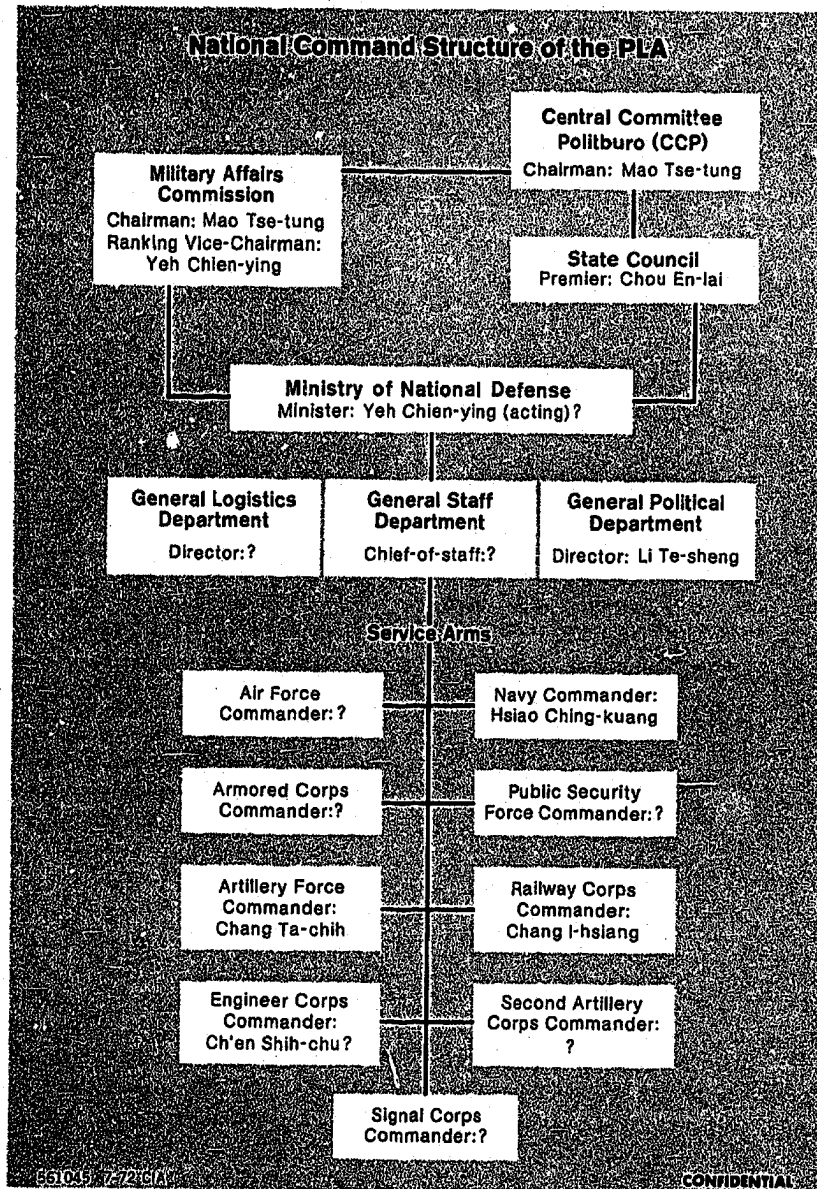 National Command Structure of the PLA
Central Committee
Politburo (CCP)
Chairman: Mao Tse-tung
Military Affairs
Commission
Chairman: Mao Tse-tung
Ranking Vice-Chairman:
Yeh Chien-ying
State Council
Premier: Chou En-lai
Ministry of National Defense
Minister: Yeh Chien-ying (acting)?
General Logistics
Department
Director:?
General Staff
Department
Chief-of-staff:?
General Political
Department
Director: Li Te-sheng
Service Arms
Air Force
Commander:?
Navy Commander:
Hsiao Ching-kuang
Armored Corps
Commander:?
Public Security
Force Commander:?
Artillery Force
Commander:
Chang Ta-chih
Railway Corps
Commander:
Chang I-hsiang
Engineer Corps
Commander:
Ch'en Shih-chu?
Second Artillery
Corps Commander:
?
Signal Corps
Commander:?
561045 7-72 CIA
CONFIDENTIAL